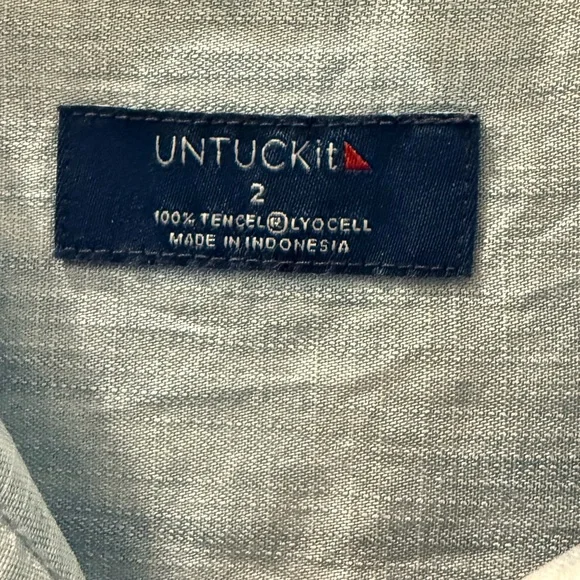 UNTUCKit
2
100% TENCEL®LYOCELL
MADE IN INDONESIA